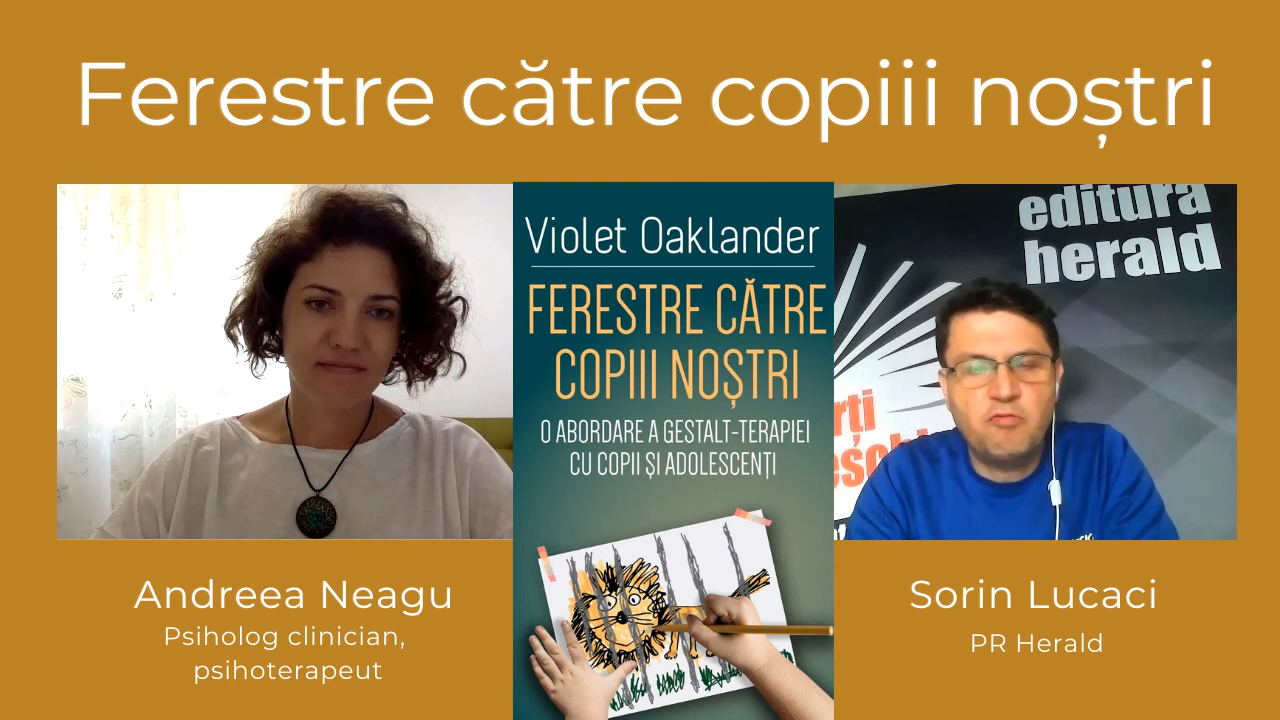 Ferestre către copiii noștri
Violet Oaklander
FERESTRE CĂTRE
COPIII NOȘTRI
O ABORDARE A GESTALT-TERAPIEI
CU COPII ȘI ADOLESCENȚI
editura
herald
Andreea Neagu
Psiholog clinician,
psihoterapeut
Sorin Lucaci
PR Herald